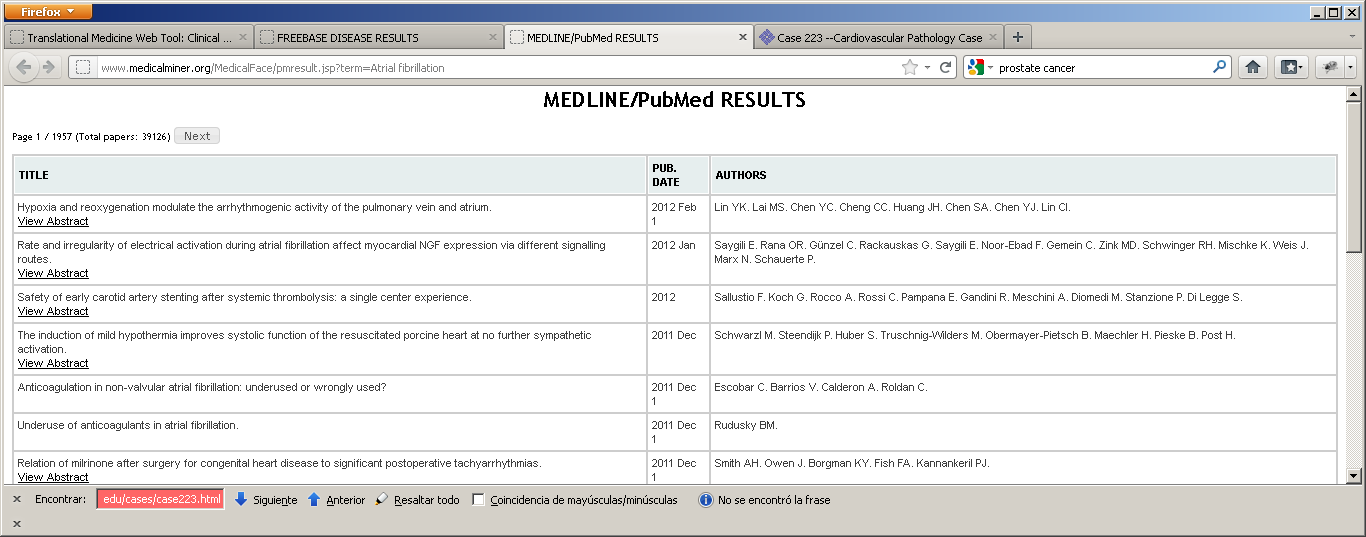 Firefox
Translational Medicine Web Tool: Clinical ...
FREEBASE DISEASE RESULTS
MEDLINE/PubMed RESULTS
Case 223 --Cardiovascular Pathology Case
www.medicalminer.org/MedicalFace/pmresult.jsp?term=Atrial fibrillation
prostate cancer
MEDLINE/PubMed RESULTS
Page 1 / 1957 (Total papers: 39126) Next
TITLE
PUB. DATE
AUTHORS
Hypoxia and reoxygenation modulate the arrhythmogenic activity of the pulmonary vein and atrium.
View Abstract
2012 Feb
1
Lin YK. Lai MS. Chen YC. Cheng CC. Huang JH. Chen SA. Chen YJ. Lin CI.
Rate and irregularity of electrical activation during atrial fibrillation affect myocardial NGF expression via different signalling
routes.
View Abstract
2012 Jan
Saygili E. Rana OR. Günzel C. Rackauskas G. Saygili E. Noor-Ebad F. Gemein C. Zink MD. Schwinger RH. Mischke K. Weis J.
Marx N. Schauerte P.
Safety of early carotid artery stenting after systemic thrombolysis: a single center experience.
View Abstract
2012
Sallustio F. Koch G. Rocco A. Rossi C. Pampana E. Gandini R. Meschini A. Diomedi M. Stanzione P. Di Legge S.
The induction of mild hypothermia improves systolic function of the resuscitated porcine heart at no further sympathetic
activation.
View Abstract
2011 Dec
Schwarzl M. Steendijk P. Huber S. Truschnig-Wilders M. Obermayer-Pietsch B. Maechler H. Pieske B. Post H.
Anticoagulation in non-valvular atrial fibrillation: underused or wrongly used?
2011 Dec
1
Escobar C. Barrios V. Calderon A. Roldan C.
Underuse of anticoagulants in atrial fibrillation.
2011 Dec
1
Rudusky BM.
Relation of milrinone after surgery for congenital heart disease to significant postoperative tachyarrhythmias.
View Abstract
2011 Dec
1
Smith AH. Owen J. Borgman KY. Fish FA. Kannankeril PJ.
Encontrar: edu/cases/case223.html Siguiente Anterior Resaltar todo Coincidencia de mayúsculas/minúsculas No se encontró la frase